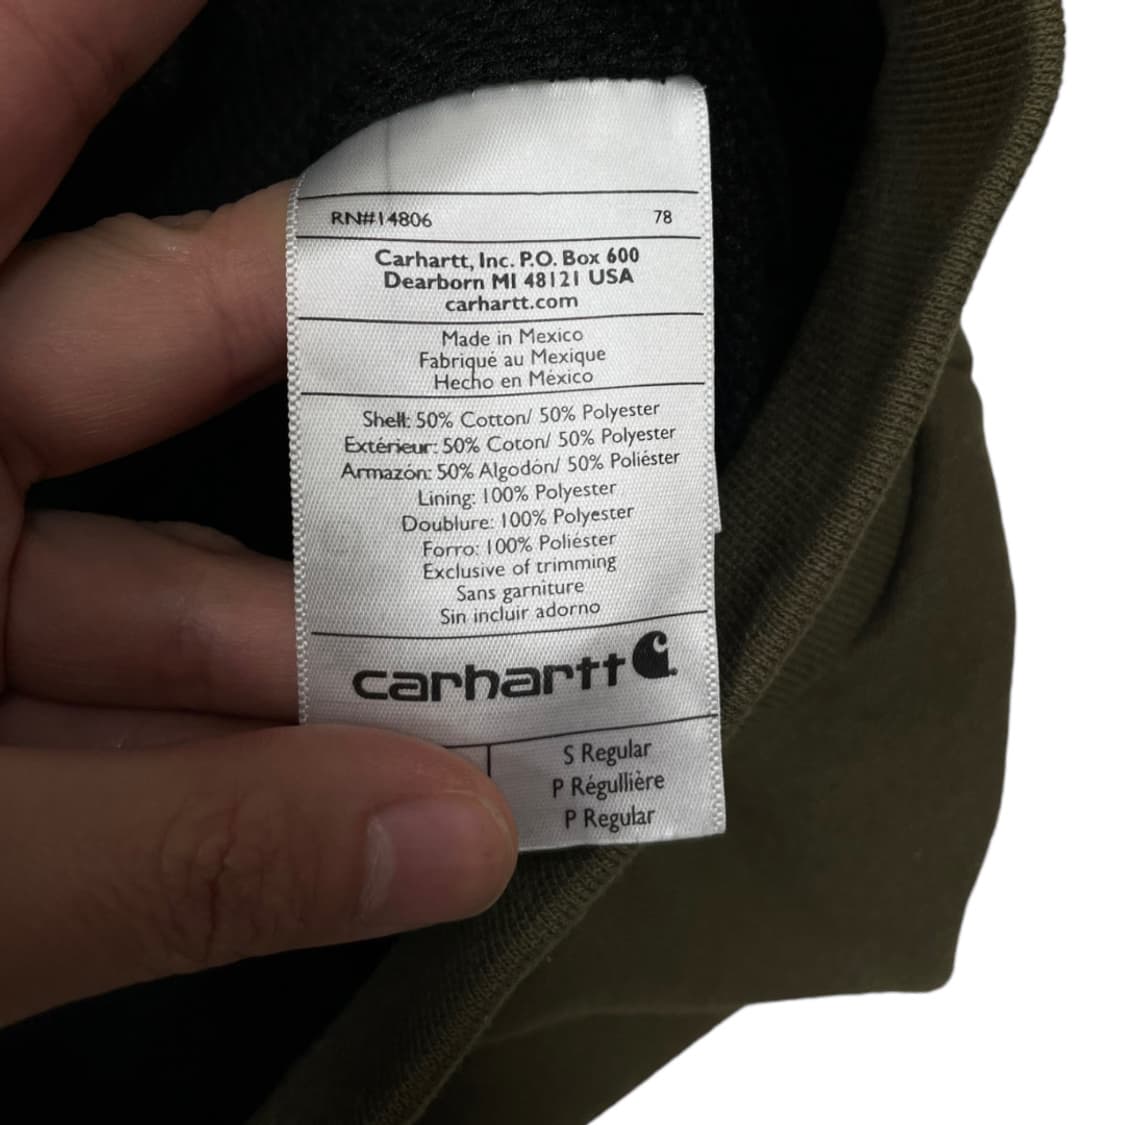 RN#14806 78
Carhartt, Inc. P.O. Box 600
Dearborn MI 48121 USA
carhartt.com
Made in Mexico
Fabriqué au Mexique
Hecho en México
Shell: 50% Cotton/ 50% Polyester
Extérieur: 50% Coton/ 50% Polyester
Armazón: 50% Algodón/ 50% Poliéster
Lining: 100% Polyester
Doublure: 100% Polyester
Forro: 100% Poliéster
Exclusive of trimming
Sans garniture
Sin incluir adorno
carhartt
S Regular
P Régullière
P Regular